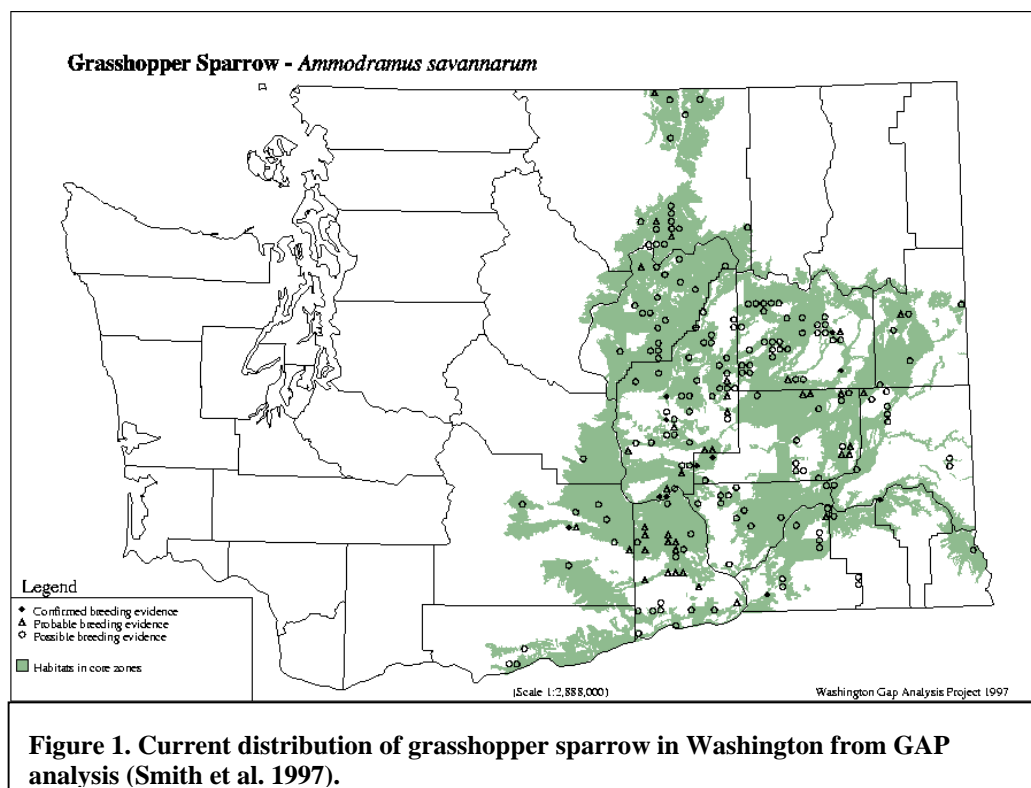 Grasshopper Sparrow - Ammodramus savannarum
Legend
Confirmed breeding evidence
Probable breeding evidence
Possible breeding evidence
Habitats in core zones
(Scale 1:2,888,000)
Washington Gap Analysis Project 1997
Figure 1. Current distribution of grasshopper sparrow in Washington from GAP
analysis (Smith et al. 1997).